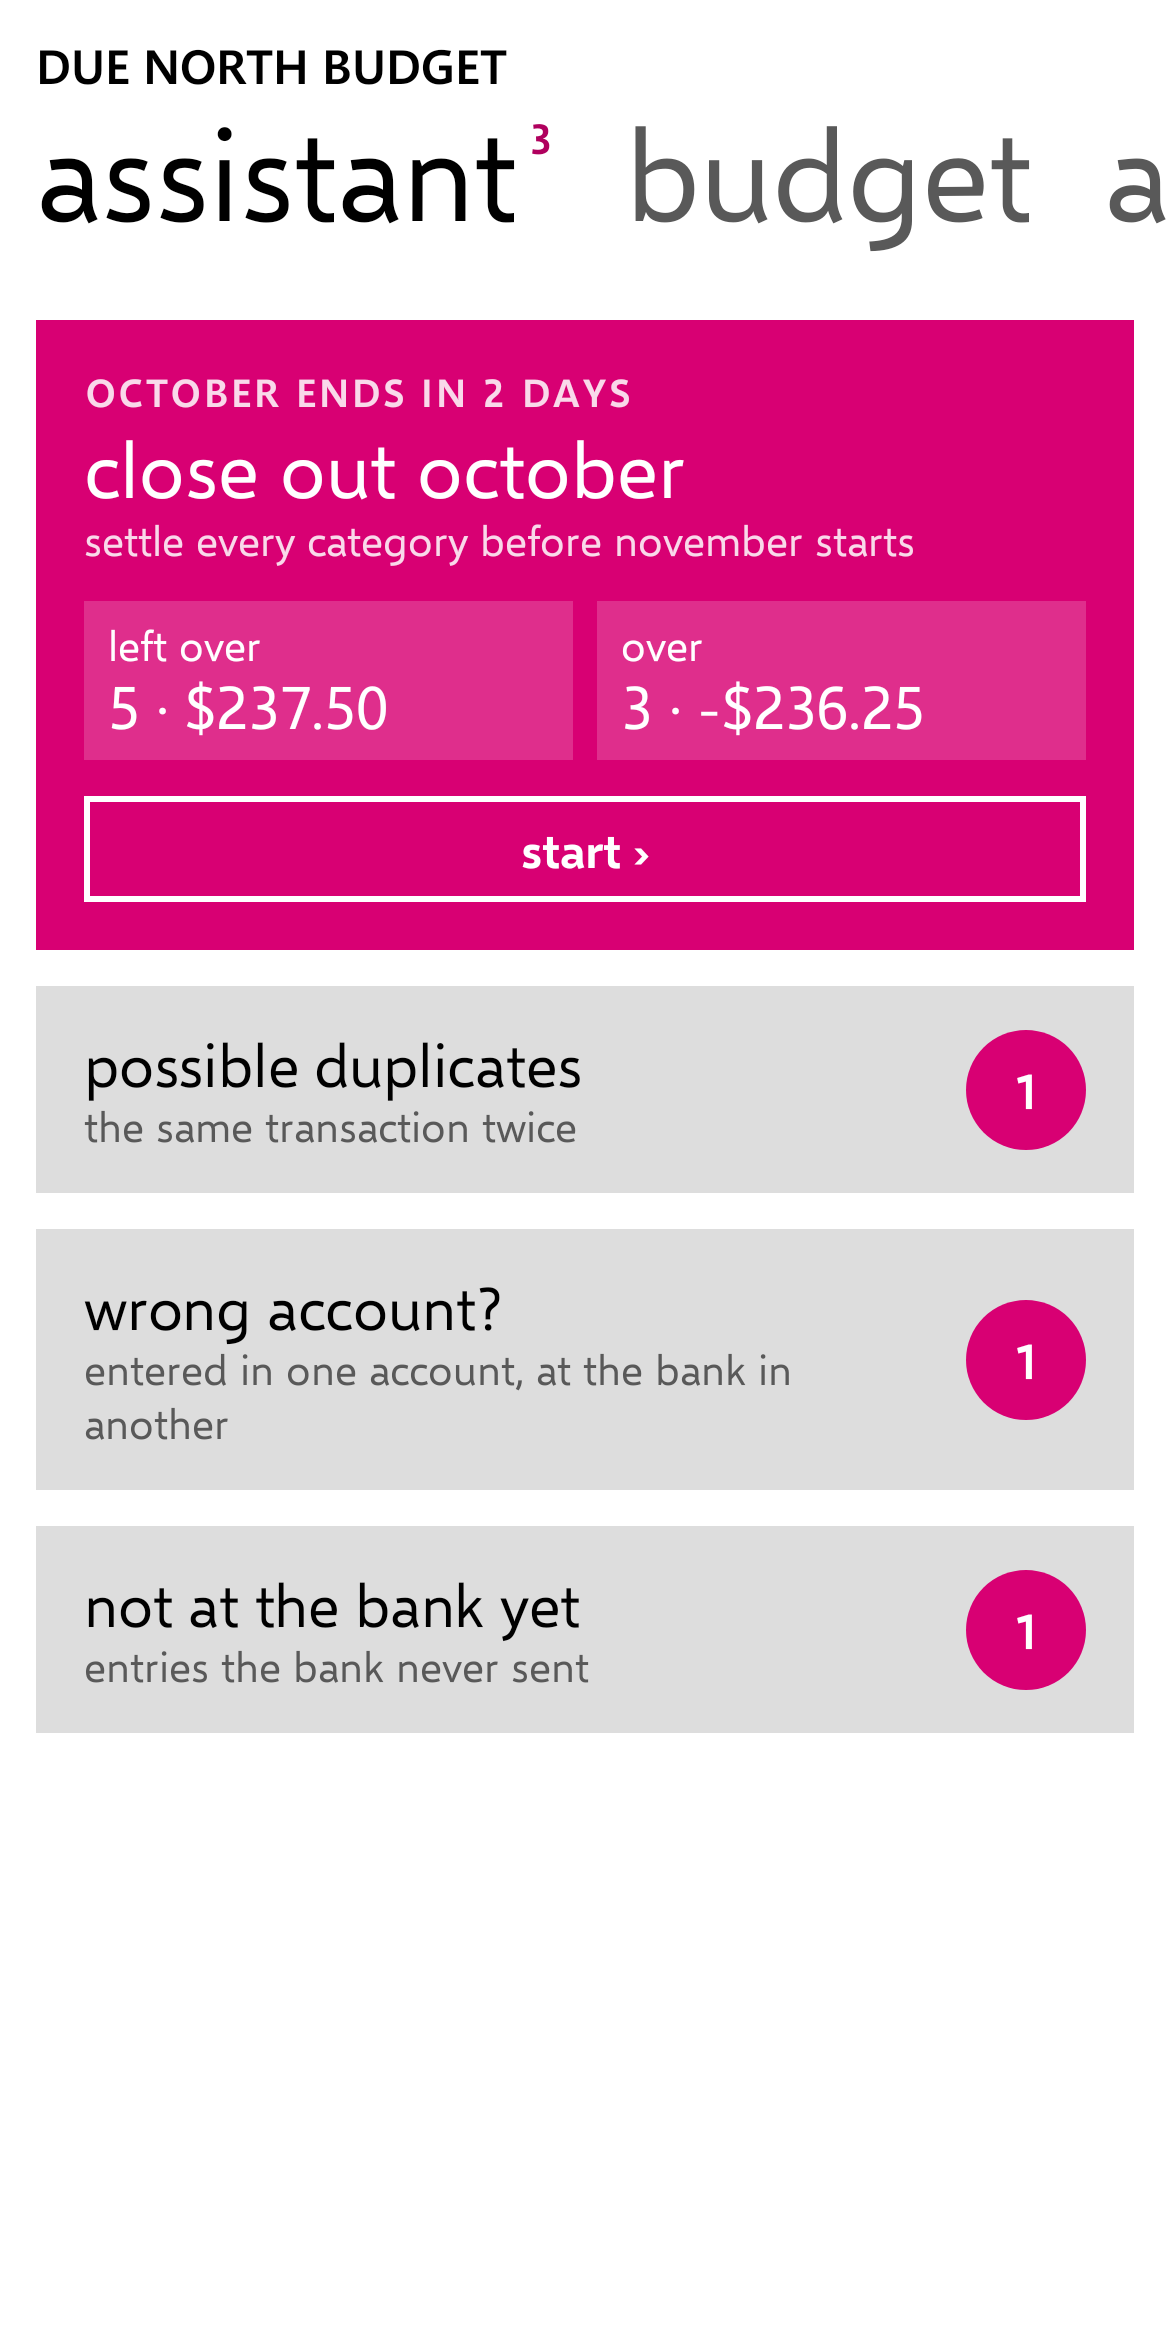 DUE NORTH BUDGET
assistant 3 budget a
OCTOBER ENDS IN 2 DAYS
close out october
settle every category before november starts
left over
5 · $237.50
over
3 · -$236.25
start ›
possible duplicates
the same transaction twice
1
wrong account?
entered in one account, at the bank in
another
1
not at the bank yet
entries the bank never sent
1